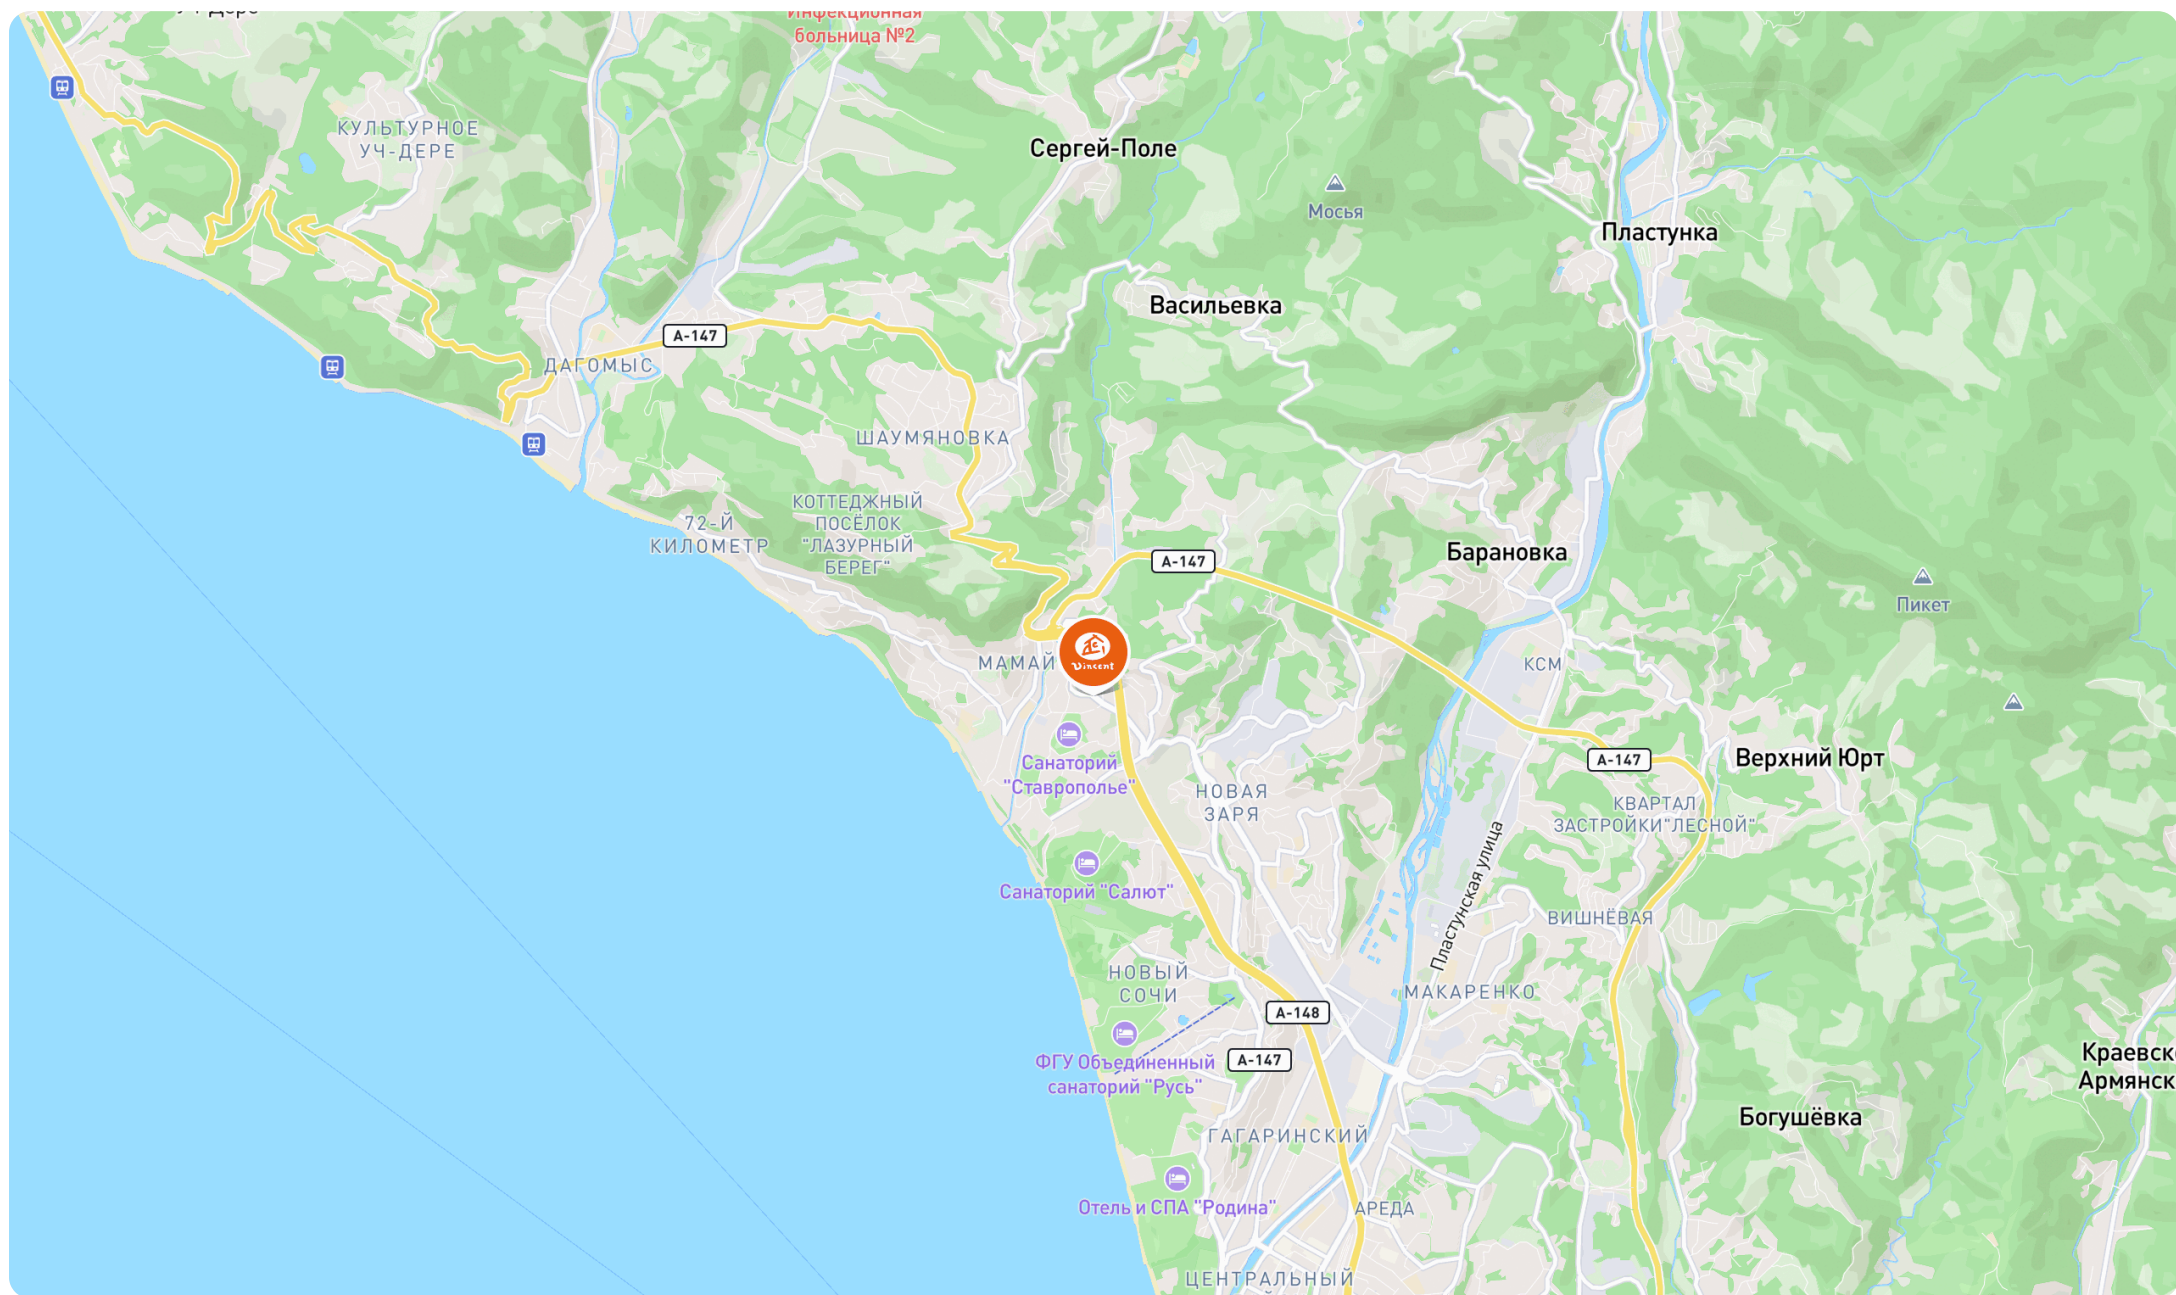 Инфекционная
больница №2
КУЛЬТУРНОЕ
УЧ-ДЕРЕ
Сергей-Поле
Мосья
Пластунка
Васильевка
А-147
ДАГОМЫС
ШАУМЯНОВКА
КОТТЕДЖНЫЙ
ПОСЁЛОК
"ЛАЗУРНЫЙ
БЕРЕГ"
72-Й
КИЛОМЕТР
А-147
Барановка
Пикет
МАМАЙ
Vincent
КСМ
Санаторий
"Ставрополье"
А-147
Верхний Юрт
НОВАЯ
ЗАРЯ
КВАРТАЛ
ЗАСТРОЙКИ"ЛЕСНОЙ"
Пластунская улица
Санаторий "Салют"
ВИШНЁВАЯ
НОВЫЙ
СОЧИ
МАКАРЕНКО
А-148
ФГУ Объединенный
санаторий "Русь"
А-147
Краевск
Армянск
Богушёвка
ГАГАРИНСКИЙ
Отель и СПА "Родина"
АРЕДА
ЦЕНТРАЛЬНЫЙ